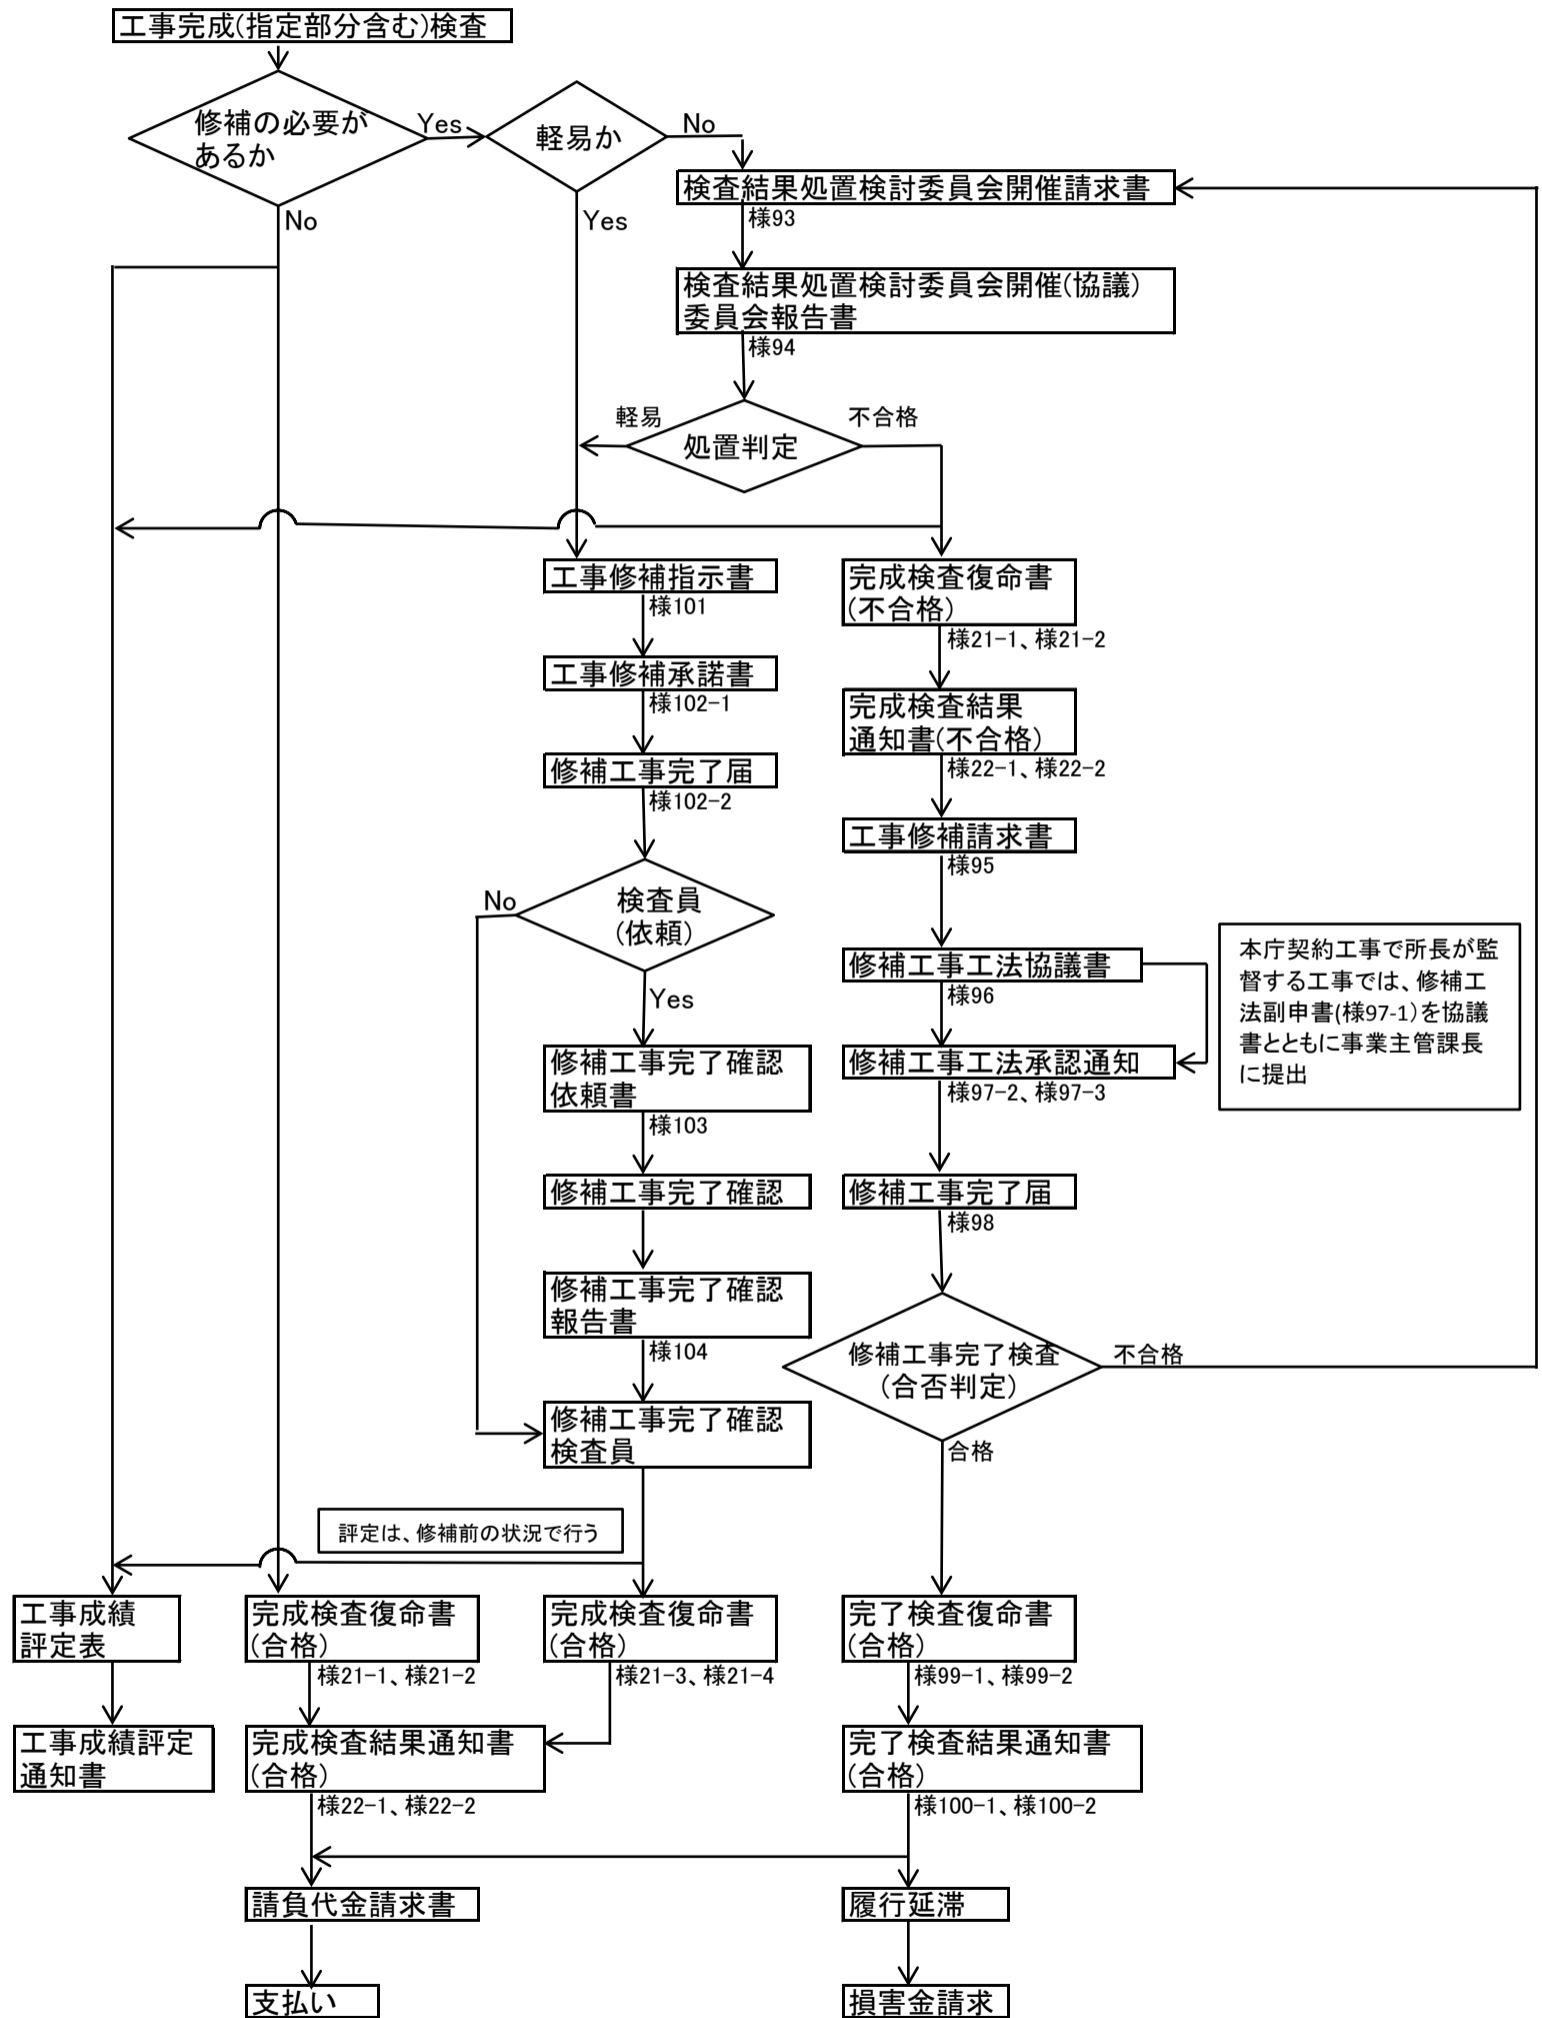 工事完成(指定部分含む)検査
修補の必要が
あるか
Yes
軽易か
No
検査結果処置検討委員会開催請求書
様93
No
Yes
検査結果処置検討委員会開催(協議)
委員会報告書
様94
軽易
処置判定
不合格
工事修補指示書
様101
完成検査復命書
(不合格)
様21-1、様21-2
工事修補承諾書
様102-1
完成検査結果
通知書(不合格)
様22-1、様22-2
修補工事完了届
様102-2
工事修補請求書
様95
No
検査員
(依頼)
Yes
修補工事工法協議書
様96
本庁契約工事で所長が監
督する工事では、修補工
法副申書(様97-1)を協議
書とともに事業主管課長
に提出
修補工事完了確認
依頼書
様103
修補工事工法承認通知
様97-2、様97-3
修補工事完了確認
修補工事完了届
様98
修補工事完了確認
報告書
様104
修補工事完了検査
(合否判定)
不合格
修補工事完了確認
検査員
合格
評定は、修補前の状況で行う
工事成績
評定表
完成検査復命書
(合格)
様21-1、様21-2
完成検査復命書
(合格)
様21-3、様21-4
完了検査復命書
(合格)
様99-1、様99-2
工事成績評定
通知書
完成検査結果通知書
(合格)
様22-1、様22-2
完了検査結果通知書
(合格)
様100-1、様100-2
請負代金請求書
履行延滞
支払い
損害金請求